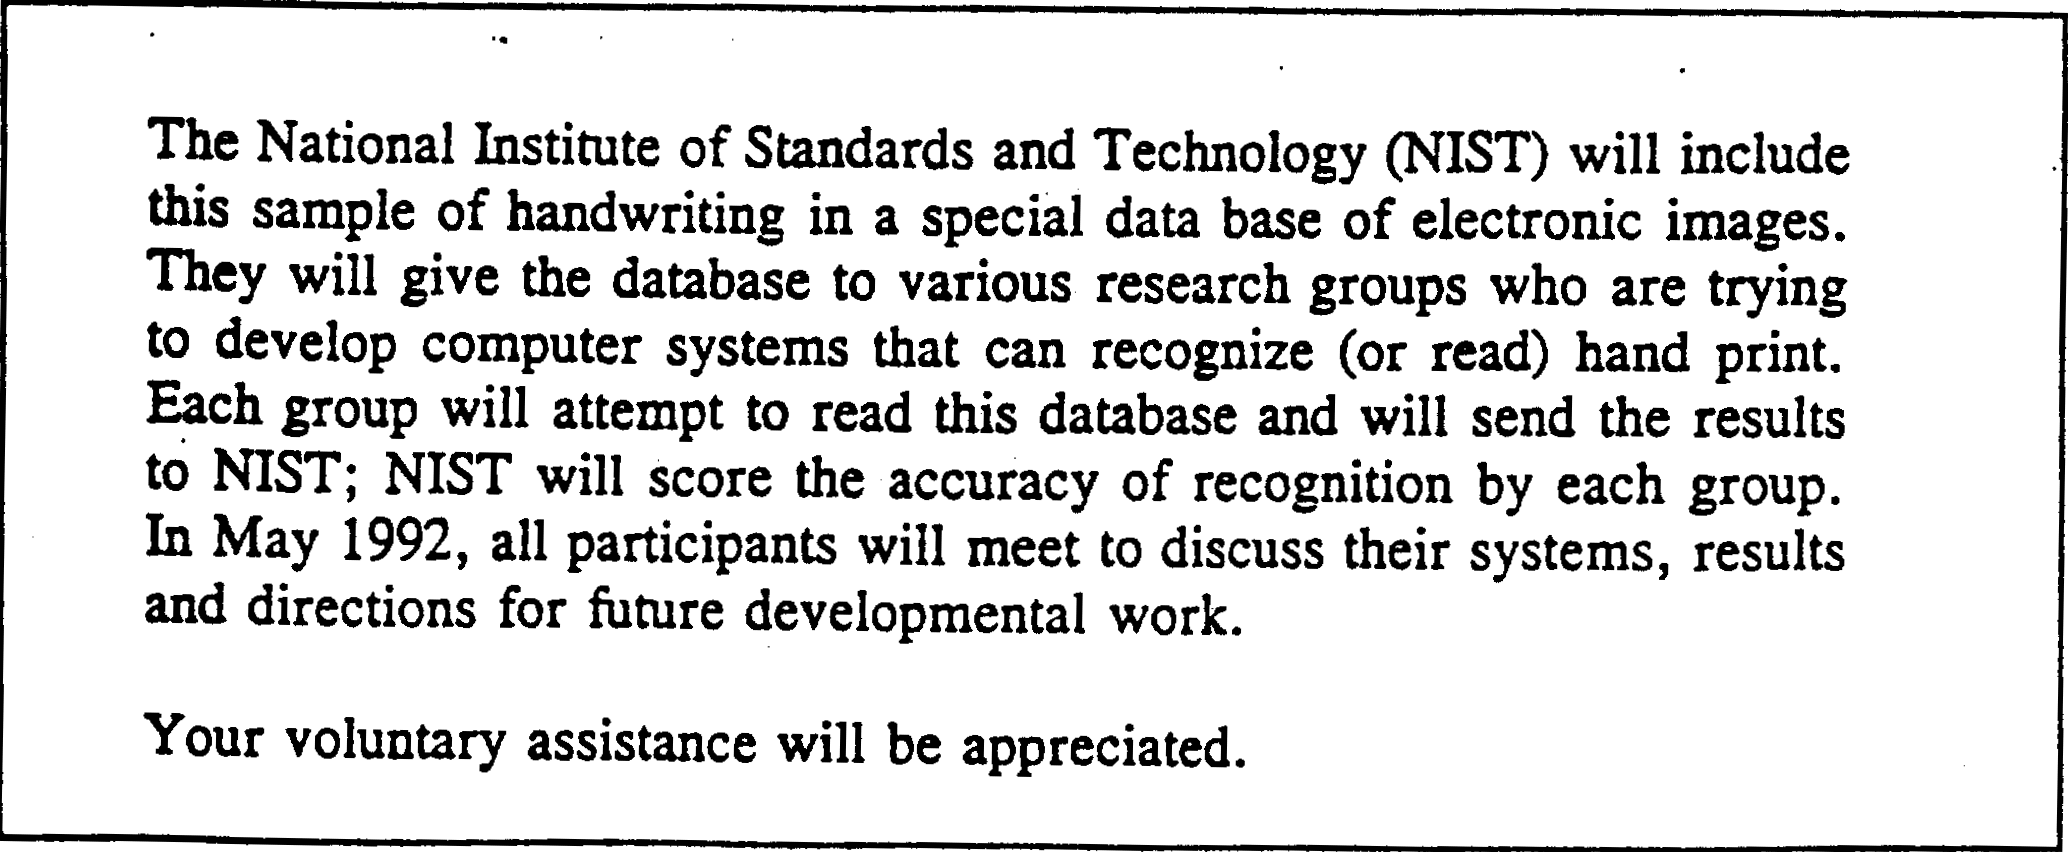 The National Institute of Standards and Technology (NIST) will include
this sample of handwriting in a special data base of electronic images.
They will give the database to various research groups who are trying
to develop computer systems that can recognize (or read) hand print.
Each group will attempt to read this database and will send the results
to NIST; NIST will score the accuracy of recognition by each group.
In May 1992, all participants will meet to discuss their systems, results
and directions for future developmental work.
Your voluntary assistance will be appreciated.